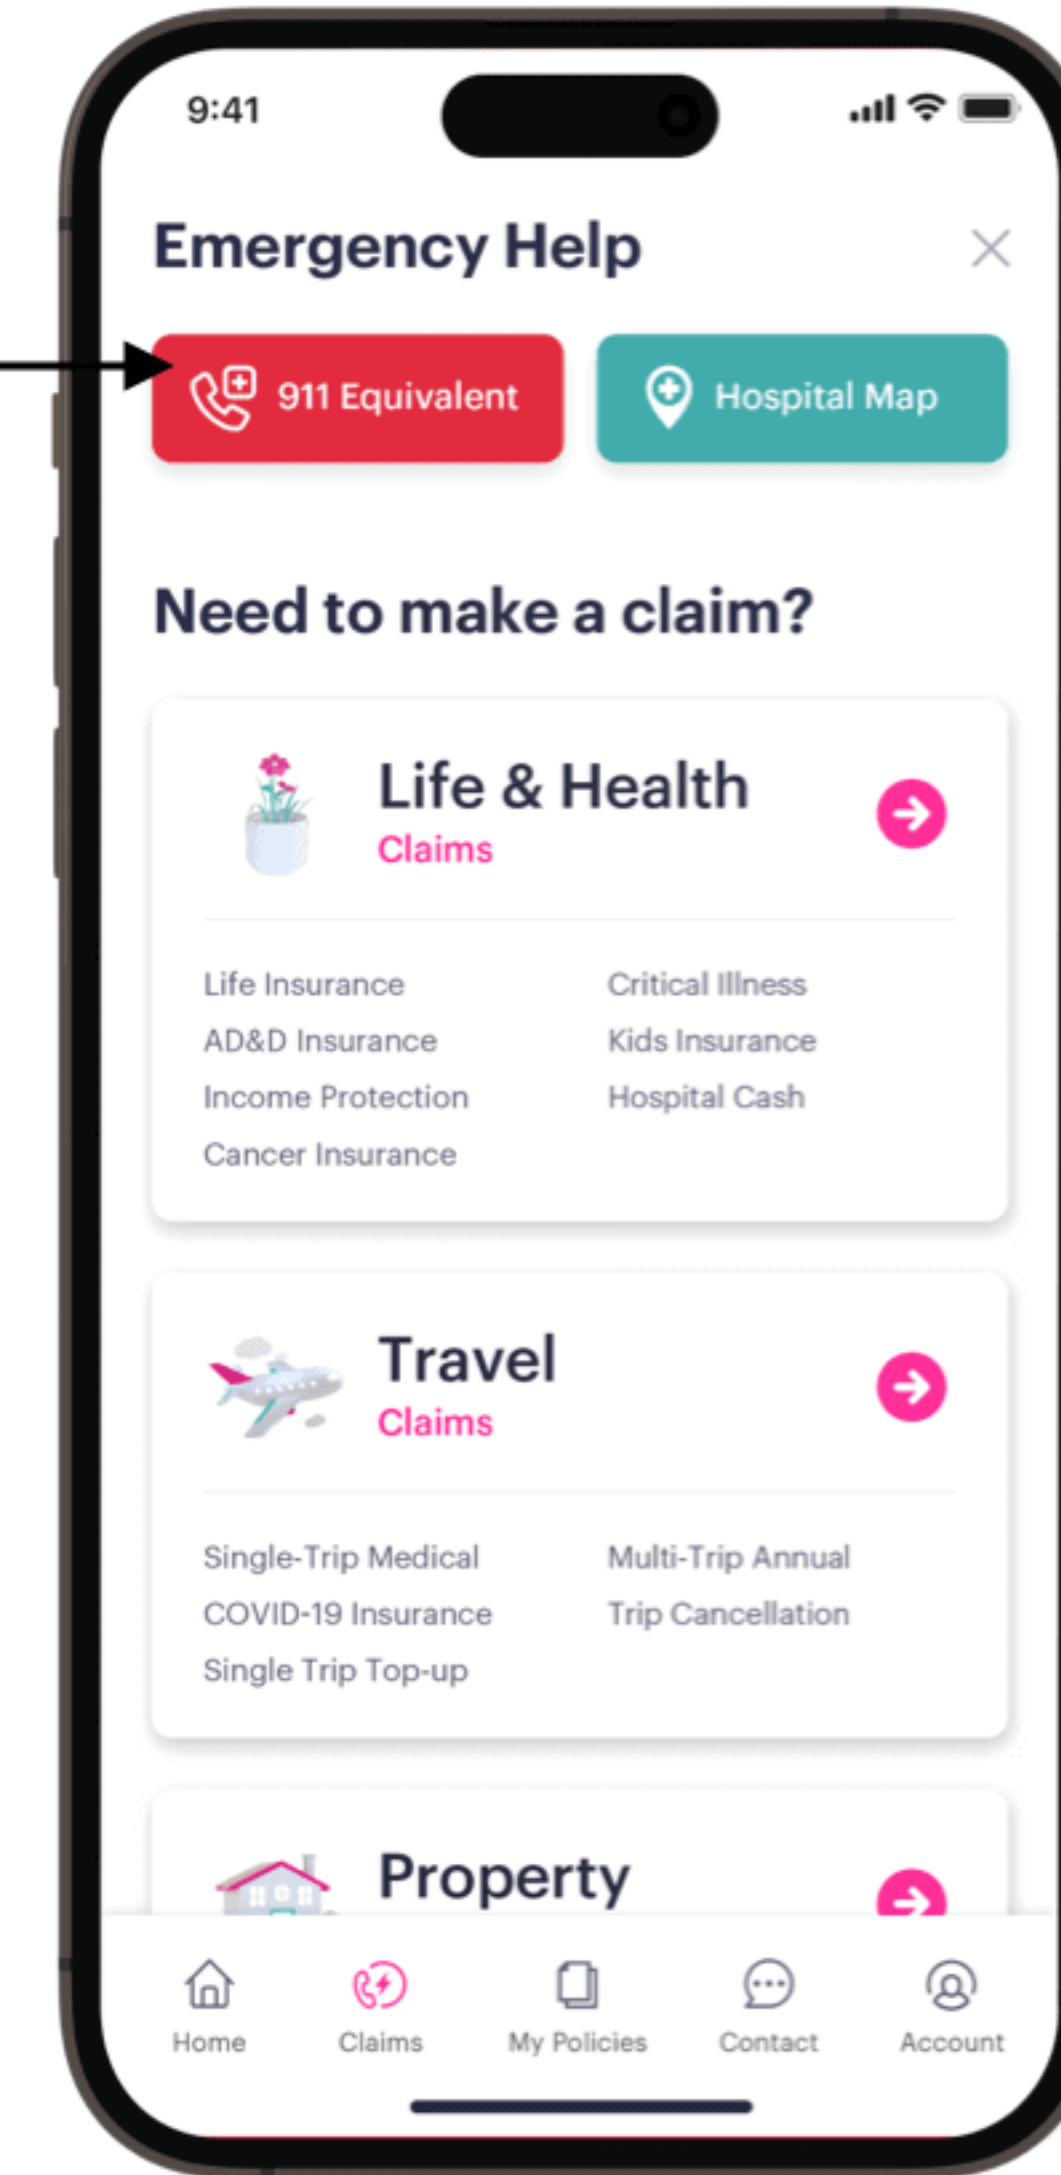 9:41
Emergency Help
911 Equivalent
Hospital Map
Need to make a claim?
Life & Health
Claims
Life Insurance
Critical Illness
AD&D Insurance
Kids Insurance
Income Protection
Hospital Cash
Cancer Insurance
Travel
Claims
Single-Trip Medical
Multi-Trip Annual
COVID-19 Insurance
Trip Cancellation
Single Trip Top-up
Property
Home
Claims
My Policies
Contact
Account